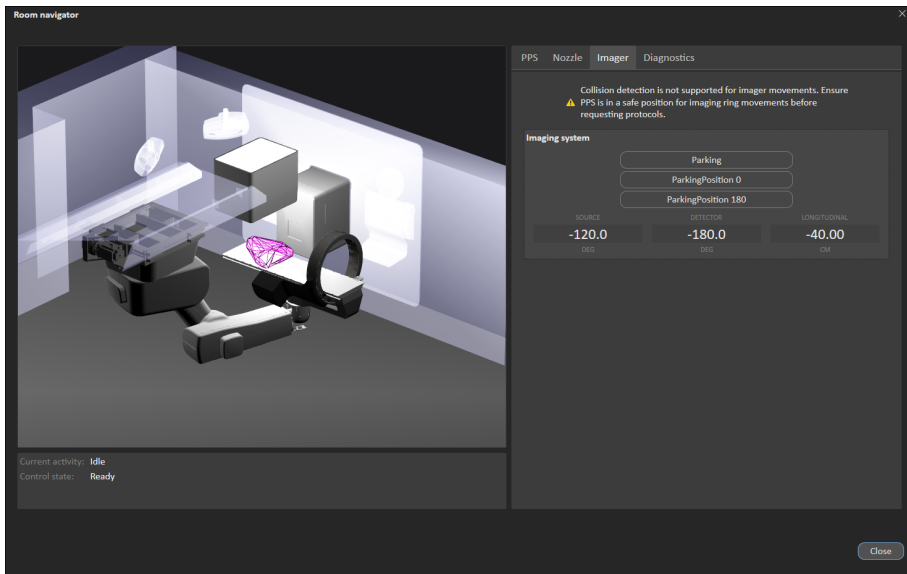 Room navigator
PPS Nozzle Imager Diagnostics
Collision detection is not supported for imager movements. Ensure
PPS is in a safe position for imaging ring movements before
requesting protocols.
Imaging system
Parking
ParkingPosition 0
ParkingPosition 180
SOURCE DETECTOR LONGITUDINAL
-120.0 -180.0 -40.00
DEG DEG CM
Current activity: Idle
Control state: Ready
Close